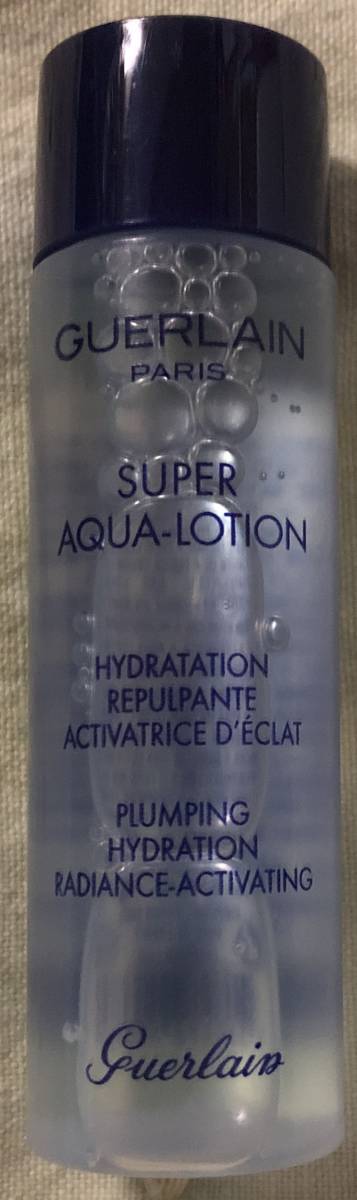 GUERLAIN
PARIS
SUPER
AQUA-LOTION
HYDRATATION
REPULPANTE
ACTIVATRICE D'ÉCLAT
PLUMPING
HYDRATION
RADIANCE-ACTIVATING
Guerlain